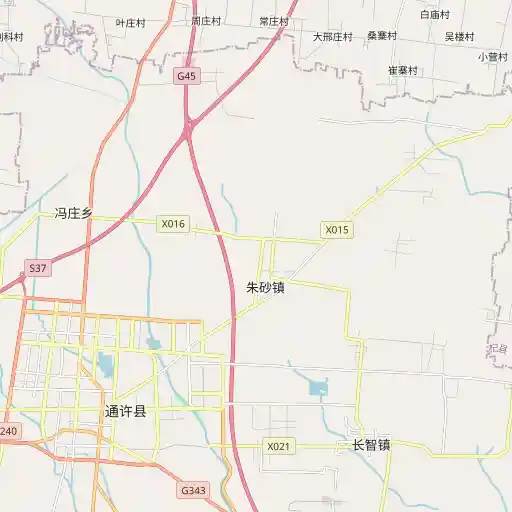 叶庄村
周庄村
常庄村
白庙村
大邢庄村
桑寨村
吴楼村
小营村
崔寨村
G45
冯庄乡
X016
X015
S37
朱砂镇
杞县
通许县
240
X021
长智镇
G343